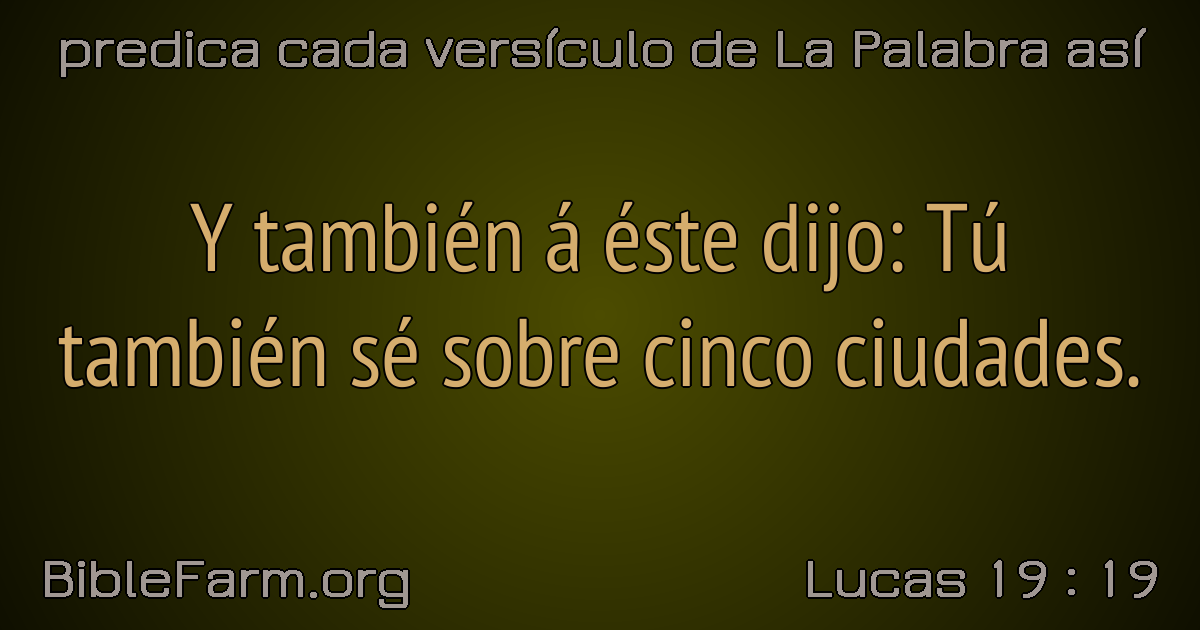 predica cada versículo de La Palabra así
Y también á éste dijo: Tú
también sé sobre cinco ciudades.
BibleFarm.org
Lucas 19 : 19